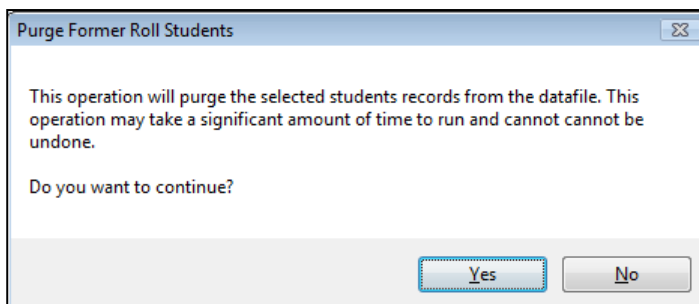 Purge Former Roll Students
This operation will purge the selected students records from the datafile. This
operation may take a significant amount of time to run and cannot cannot be
undone.
Do you want to continue?
Yes
No